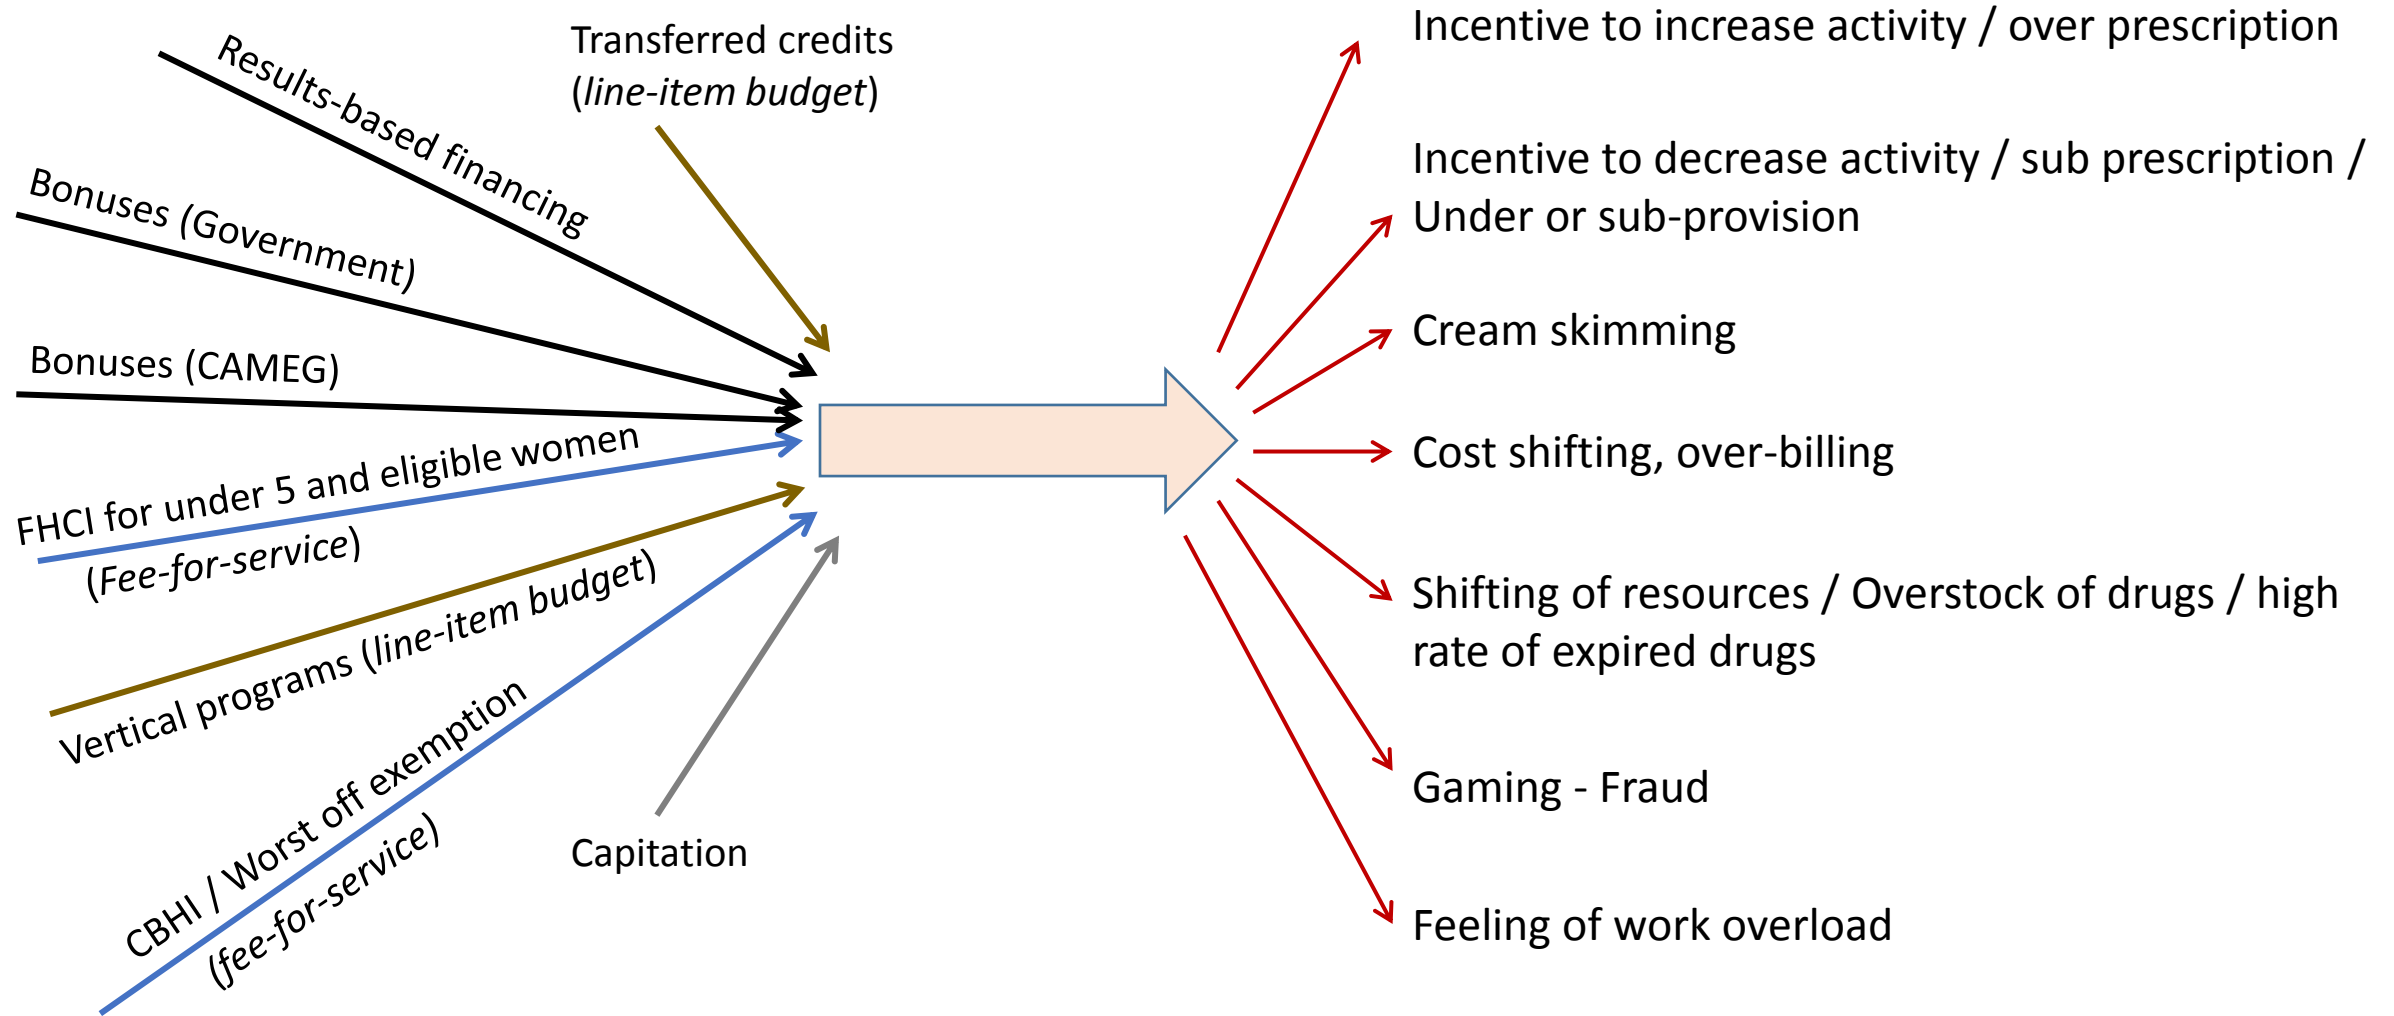 Transferred credits
(line-item budget)
Results-based financing
Bonuses (Government)
Bonuses (CAMEG)
FHCI for under 5 and eligible women
(Fee-for-service)
Vertical programs (line-item budget)
CBHI / Worst off exemption
(fee-for-service)
Capitation
Incentive to increase activity / over prescription
Incentive to decrease activity / sub prescription /
Under or sub-provision
Cream skimming
Cost shifting, over-billing
Shifting of resources / Overstock of drugs / high
rate of expired drugs
Gaming - Fraud
Feeling of work overload